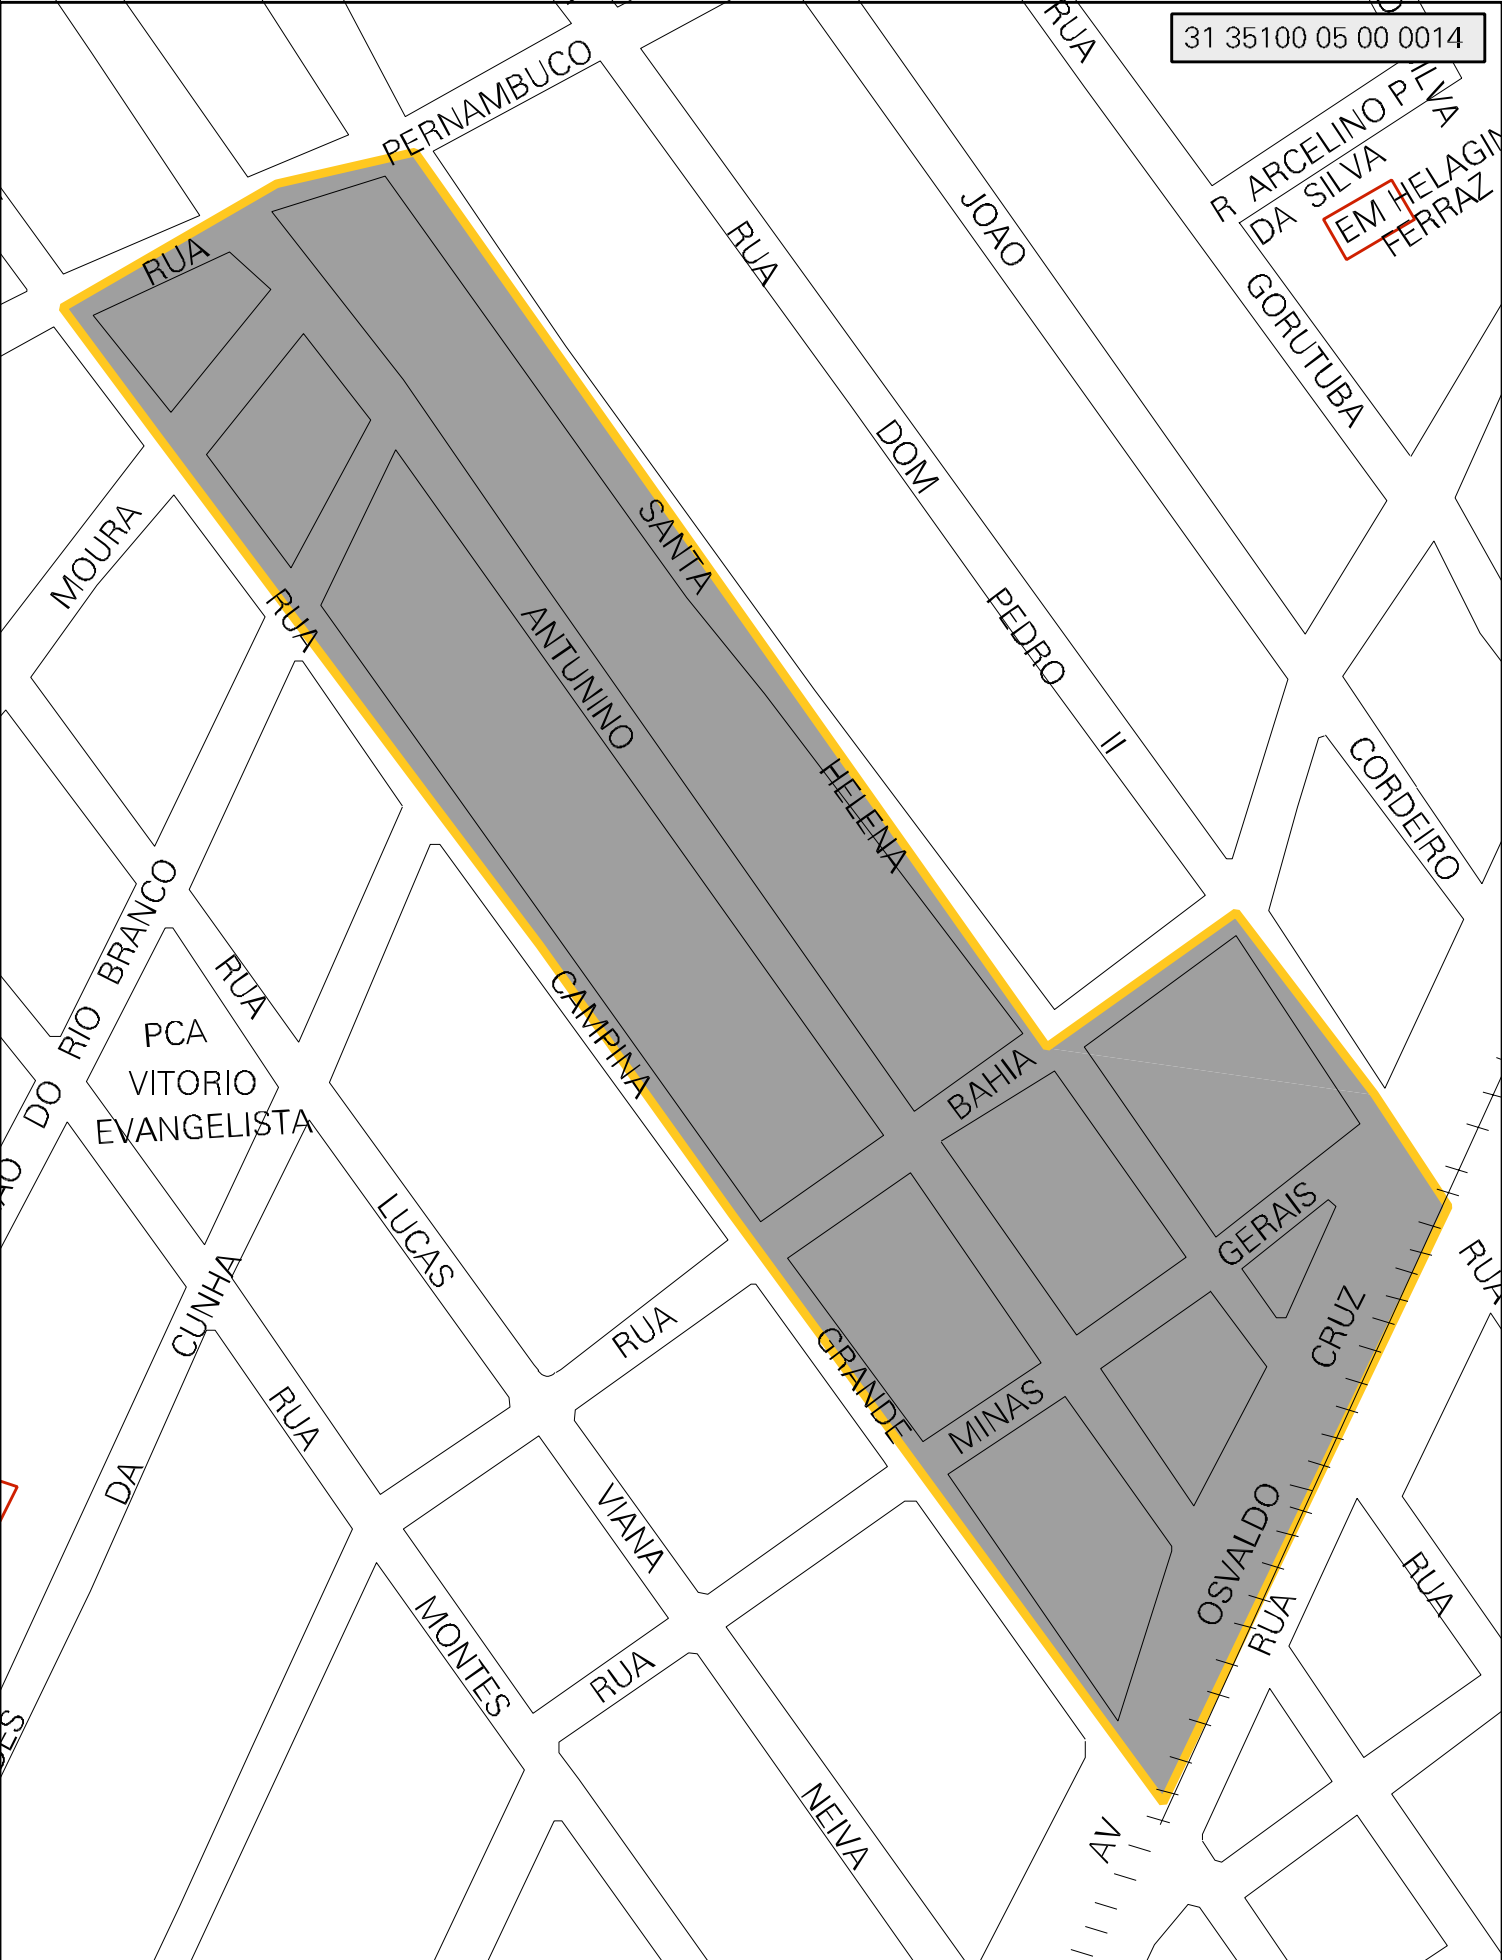 31 35100 05 00 0014
RUA
PERNAMBUCO
R ARCELINO P
SILVA
DA SILVA
EM HELAGIN
FERRAZ
RUA
RUA
JOAO
GORUTUBA
DOM
MOURA
SANTA
RUA
ANTUNINO
PEDRO
II
CORDEIRO
HELENA
BRANCO
RUA
RIO
CAMPINA
PCA
VITORIO
EVANGELISTA
DO
BAHIA
LUCAS
GERAIS
RUA
CUNHA
RUA
CRUZ
GRANDE
RUA
MINAS
DA
VIANA
OSVALDO
RUA
RUA
MONTES
RUA
NEIVA
AV